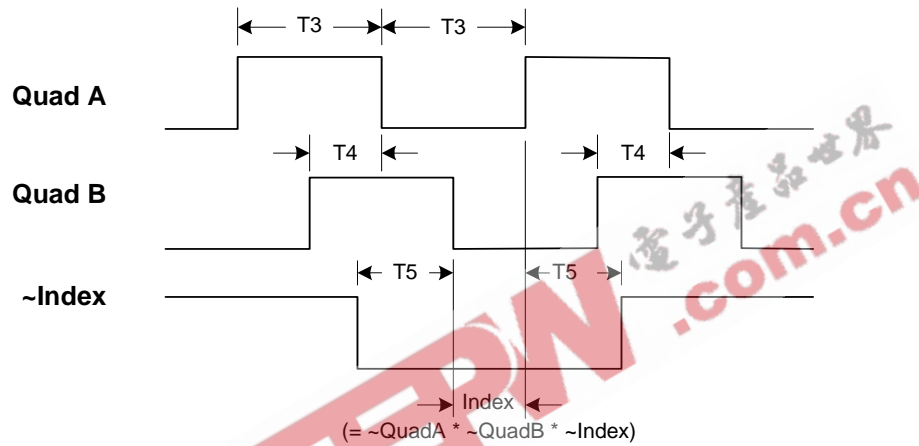 T3 T3
Quad A
T4 T4
Quad B
電子產品世界
T5 T5
~Index
.com.cn
EEPW
Index
(= ~QuadA * ~QuadB * ~Index)